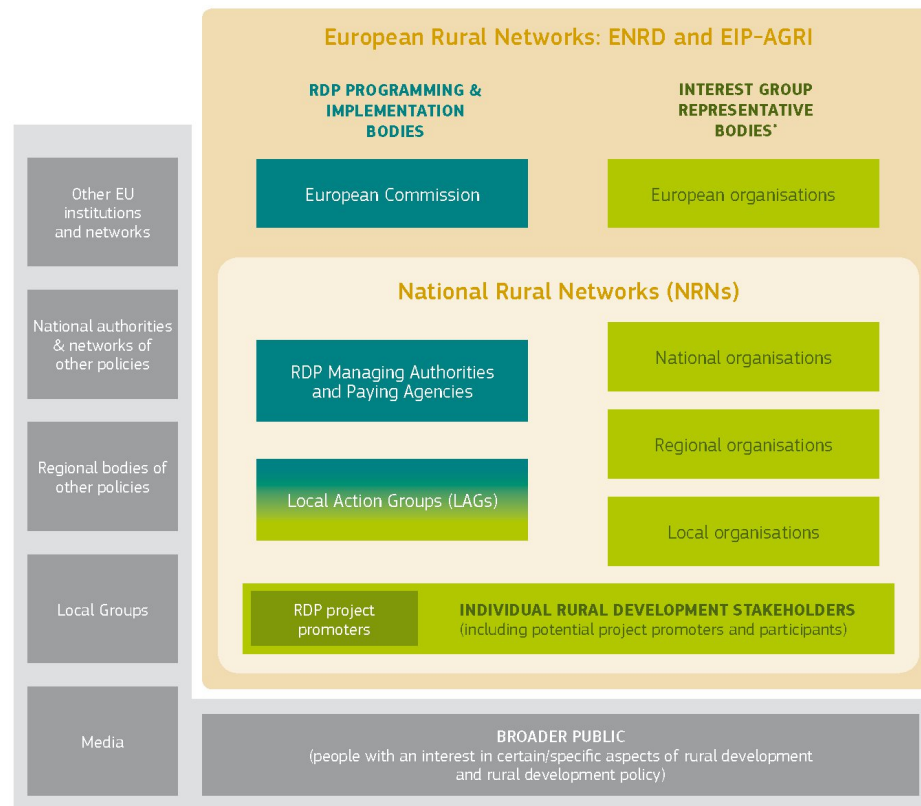 European Rural Networks: ENRD and EIP-AGRI
RDP PROGRAMMING &
IMPLEMENTATION
BODIES
INTEREST GROUP
REPRESENTATIVE
BODIES*
European Commission
European organisations
National Rural Networks (NRNs)
RDP Managing Authorities
and Paying Agencies
Local Action Groups (LAGs)
National organisations
Regional organisations
Local organisations
RDP project
promoters
INDIVIDUAL RURAL DEVELOPMENT STAKEHOLDERS
(including potential project promoters and participants)
Other EU
institutions
and networks
National authorities
& networks of
other policies
Regional bodies of
other policies
Local Groups
Media
BROADER PUBLIC
(people with an interest in certain/specific aspects of rural development
and rural development policy)